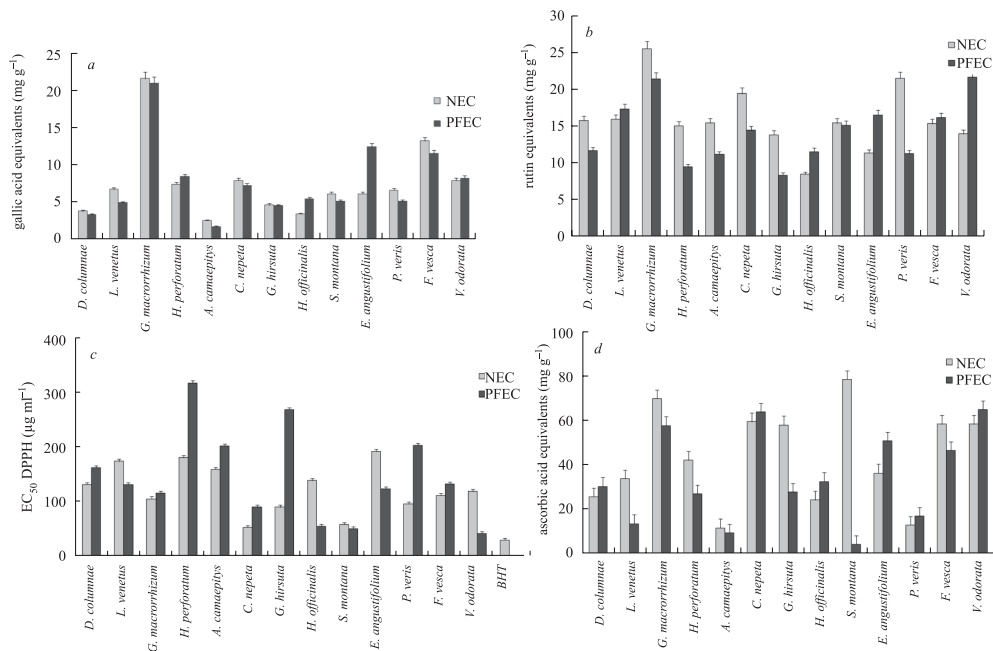 a
gallic acid equivalents (mg g⁻¹)
25
20
15
10
5
0
NEC
PFEC
D. columnae
L. venetus
G. macrorrhizum
H. perforatum
A. camaepitys
C. nepeta
G. hirsuta
H. officinalis
S. montana
E. angustifolium
P. veris
F. vesca
V. odorata
b
rutin equivalents (mg g⁻¹)
30
25
20
15
10
5
0
NEC
PFEC
D. columnae
L. venetus
G. macrorrhizum
H. perforatum
A. camaepitys
C. nepeta
G. hirsuta
H. officinalis
S. montana
E. angustifolium
P. veris
F. vesca
V. odorata
c
EC₅₀ DPPH (µg ml⁻¹)
400
300
200
100
0
NEC
PFEC
D. columnae
L. venetus
G. macrorrhizum
H. perforatum
A. camaepitys
C. nepeta
G. hirsuta
H. officinalis
S. montana
E. angustifolium
P. veris
F. vesca
V. odorata
BHT
d
ascorbic acid equivalents (mg g⁻¹)
100
80
60
40
20
0
NEC
PFEC
D. columnae
L. venetus
G. macrorrhizum
H. perforatum
A. camaepitys
C. nepeta
G. hirsuta
H. officinalis
S. montana
E. angustifolium
P. veris
F. vesca
V. odorata